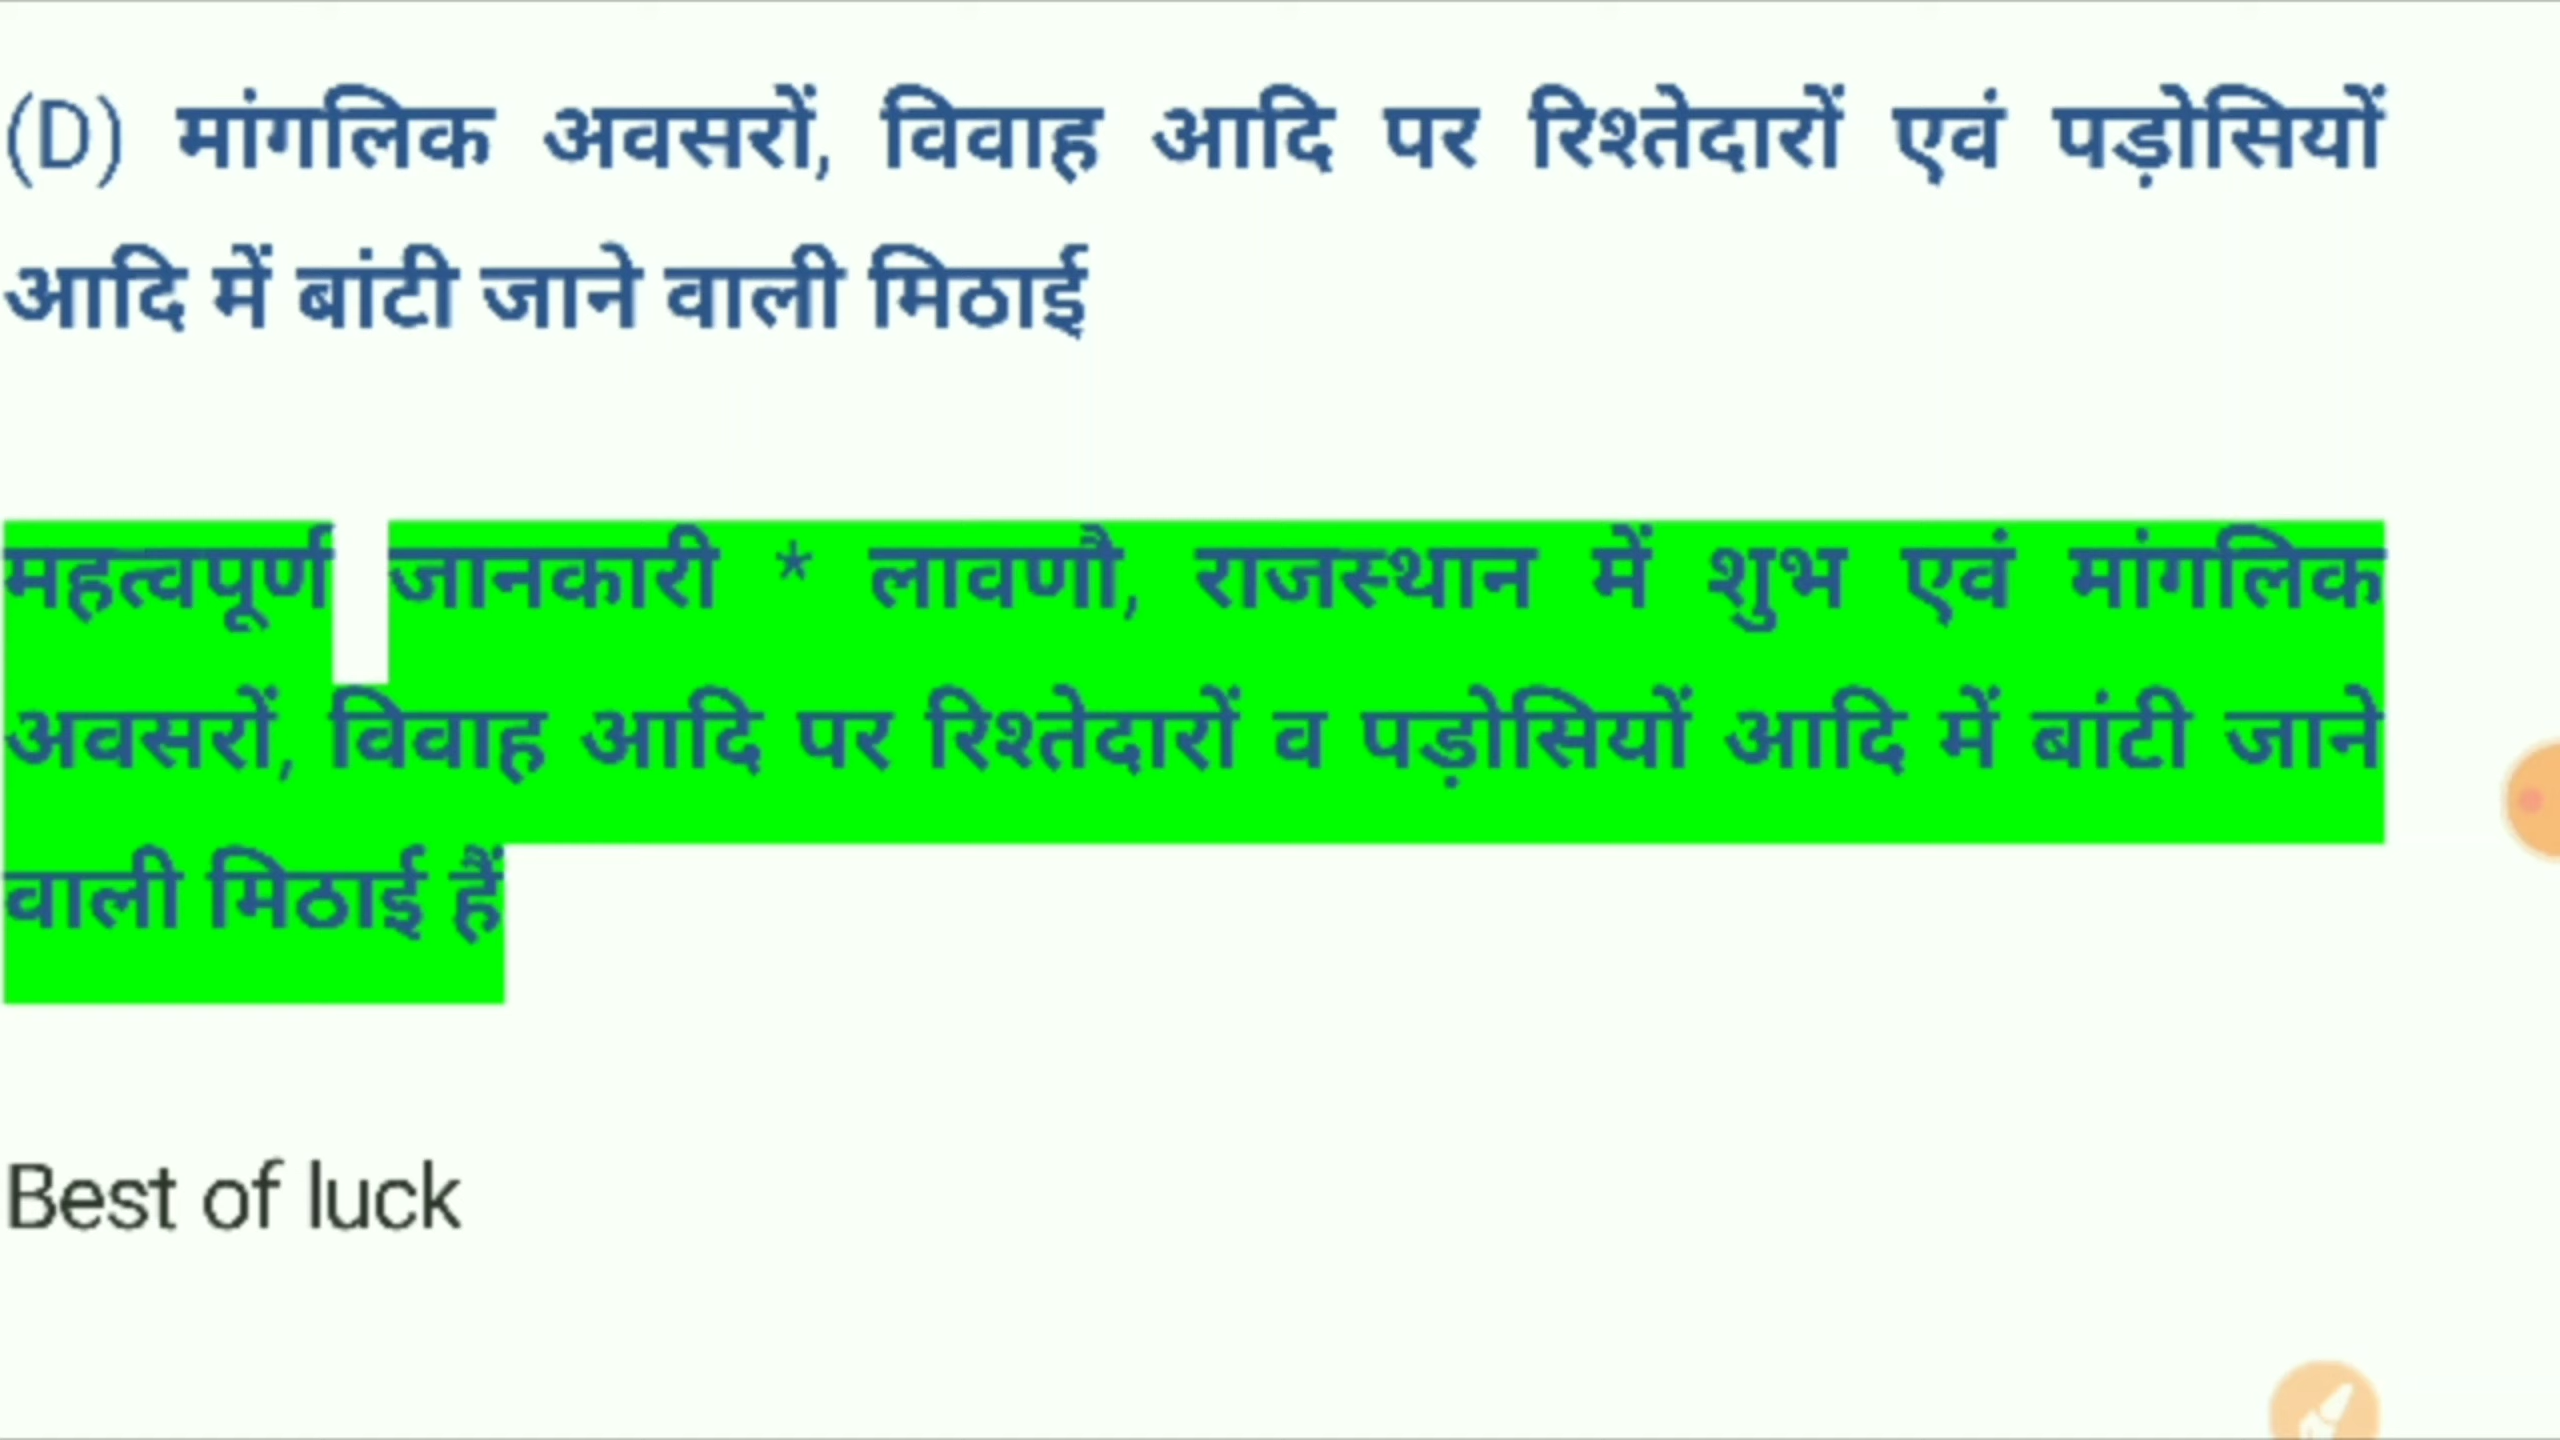 (D) मांगलिक अवसरों, विवाह आदि पर रिश्तेदारों एवं पड़ोसियों
आदि में बांटी जाने वाली मिठाई
महत्वपूर्ण जानकारी * लावणौ, राजस्थान में शुभ एवं मांगलिक
अवसरों, विवाह आदि पर रिश्तेदारों व पड़ोसियों आदि में बांटी जाने
वाली मिठाई हैं
Best of luck